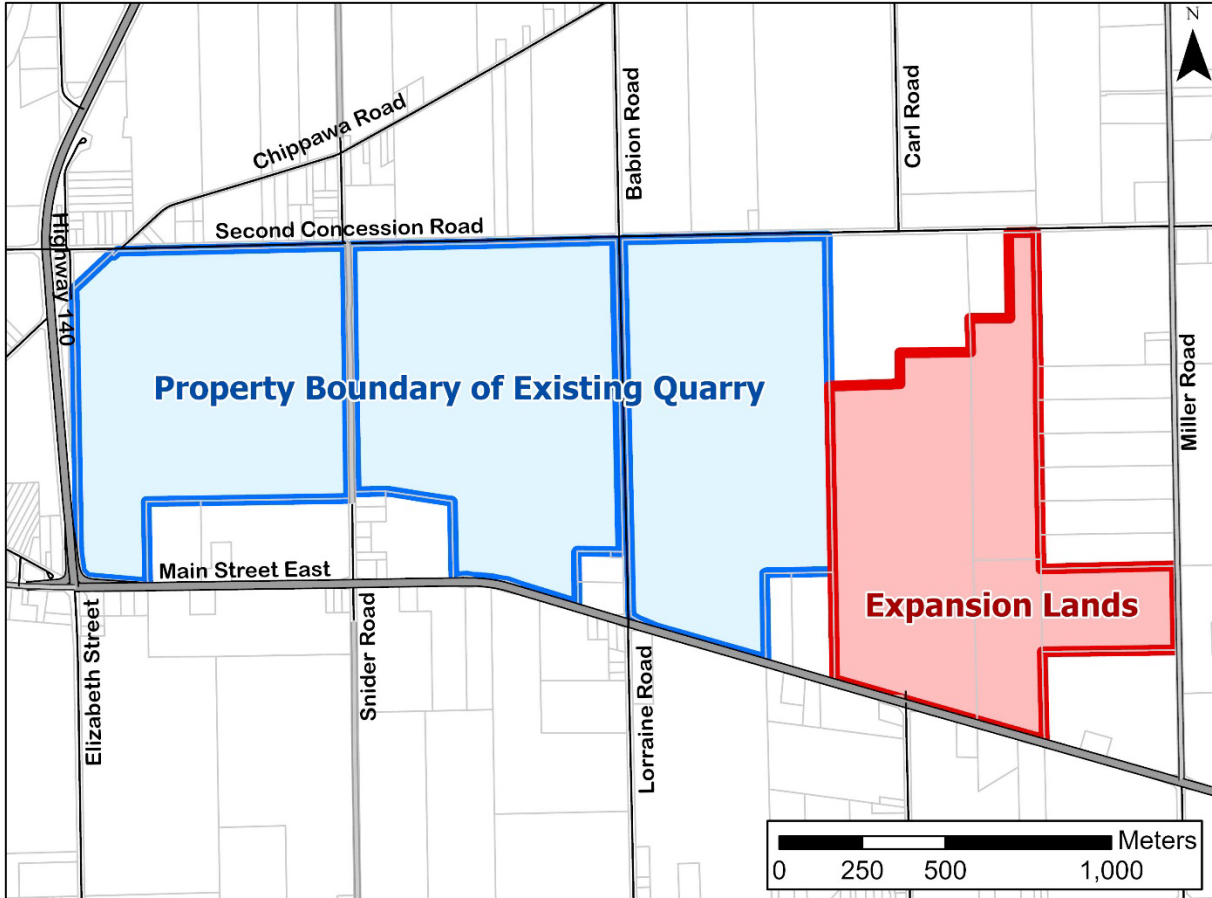 N
Chippawa Road
Babion Road
Carl Road
Second Concession Road
Highway 140
Property Boundary of Existing Quarry
Miller Road
Main Street East
Expansion Lands
Elizabeth Street
Snider Road
Lorraine Road
Meters
0 250 500 1,000